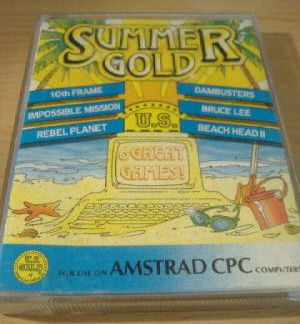 SUMMER
GOLD
10th FRAME
DAMBUSTERS
IMPOSSIBLE MISSION
BRUCE LEE
REBEL PLANET
U.S.
BEACH HEAD II
6 GREAT
GAMES!
U.S.
GOLD
FOR USE ON AMSTRAD CPC COMPUTERS